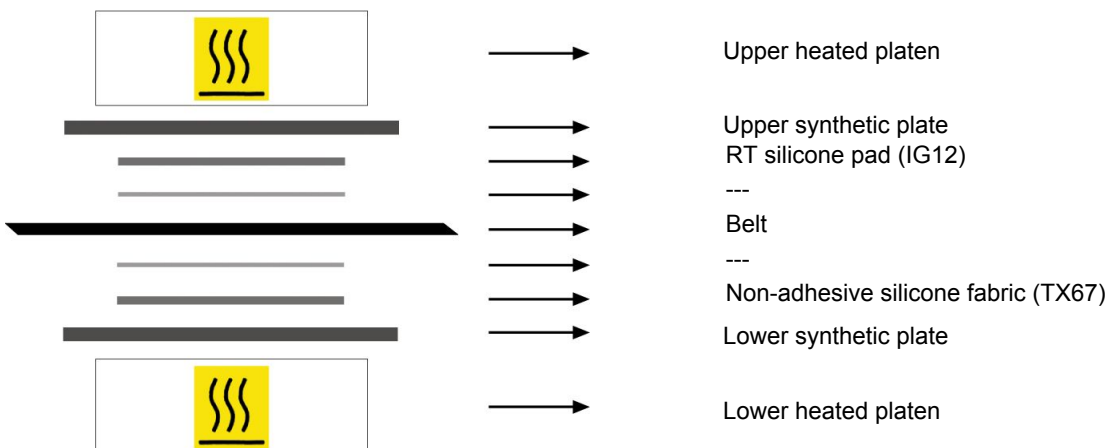 Upper heated platen
Upper synthetic plate
RT silicone pad (IG12)
---
Belt
---
Non-adhesive silicone fabric (TX67)
Lower synthetic plate
Lower heated platen